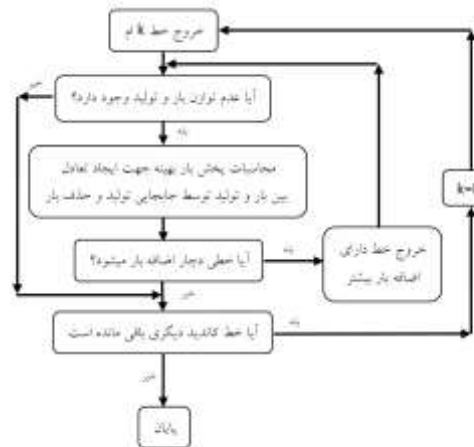 خروج خط k ام
آیا عدم توازن بار و تولید وجود دارد؟
خیر
بله
محاسبات پخش بار بهینه جهت ایجاد تعادل
بین بار و تولید توسط جابجایی تولید و حذف بار
آیا خطی دچار اضافه بار میشود؟
بله
خروج خط دارای
اضافه بار بیشتر
خیر
آیا خط کاندید دیگری باقی مانده است
بله
خیر
پایان